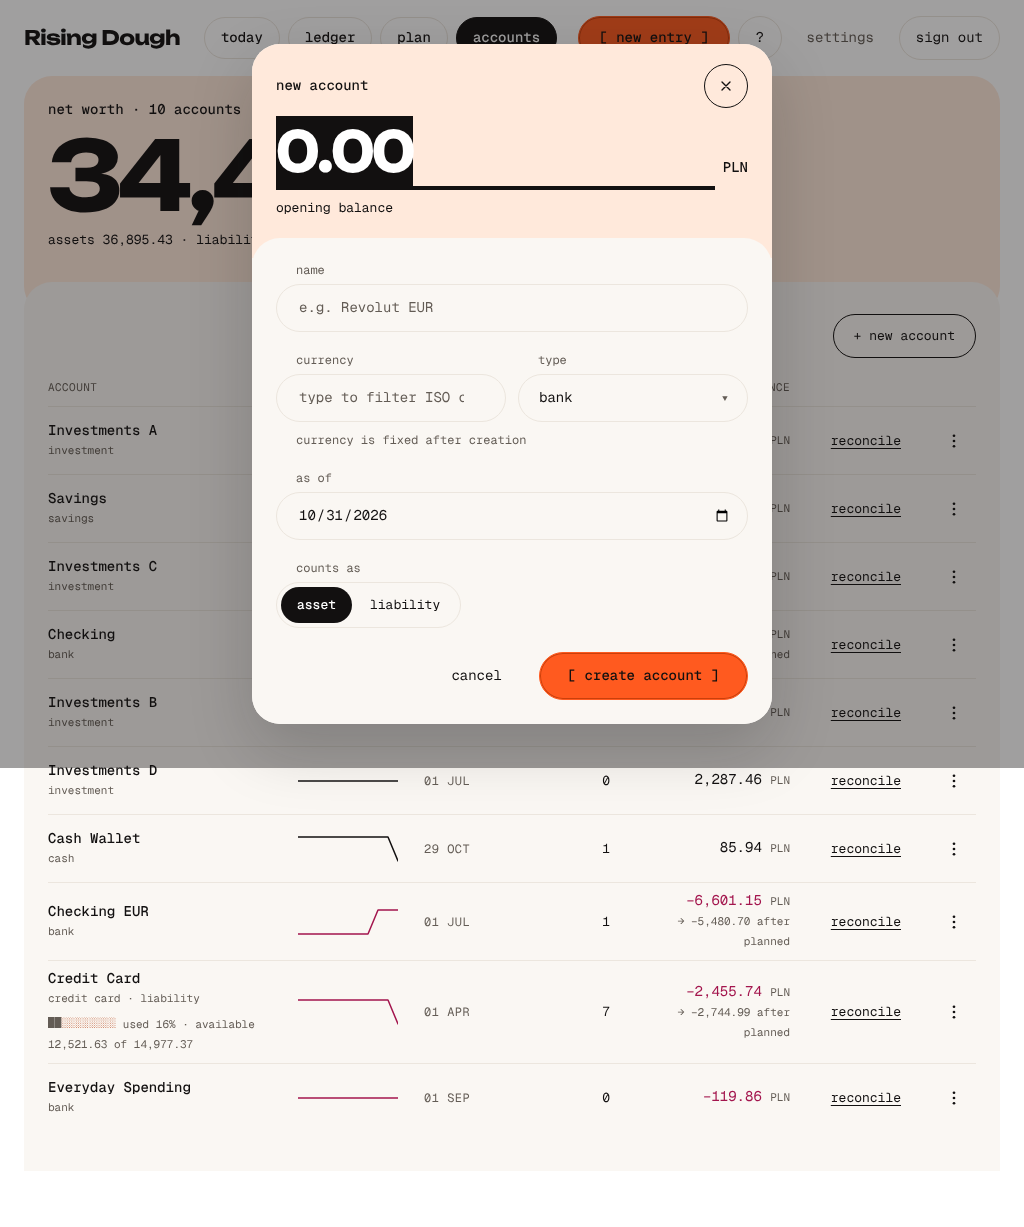 Rising Dough today ledger plan accounts [ new entry ] ? settings sign out
net worth · 10 accounts
34,4
assets 36,895.43 · liabili
new account
0.00 PLN
opening balance
name
e.g. Revolut EUR
currency type
type to filter ISO c bank
currency is fixed after creation
as of
10/31/2026
counts as
asset liability
cancel [ create account ]
+ new account
ACCOUNT NCE
Investments A PLN reconcile
investment
Savings PLN reconcile
savings
Investments C PLN reconcile
investment
Checking PLN reconcile
bank ned
Investments B PLN reconcile
investment
Investments D 01 JUL 0 2,287.46 PLN reconcile
investment
Cash Wallet 29 OCT 1 85.94 PLN reconcile
cash
Checking EUR 01 JUL 1 −6,601.15 PLN reconcile
bank → −5,480.70 after
planned
Credit Card 01 APR 7 −2,455.74 PLN reconcile
credit card · liability → −2,744.99 after
planned
██░░░░░░░░ used 16% · available
12,521.63 of 14,977.37
Everyday Spending 01 SEP 0 −119.86 PLN reconcile
bank